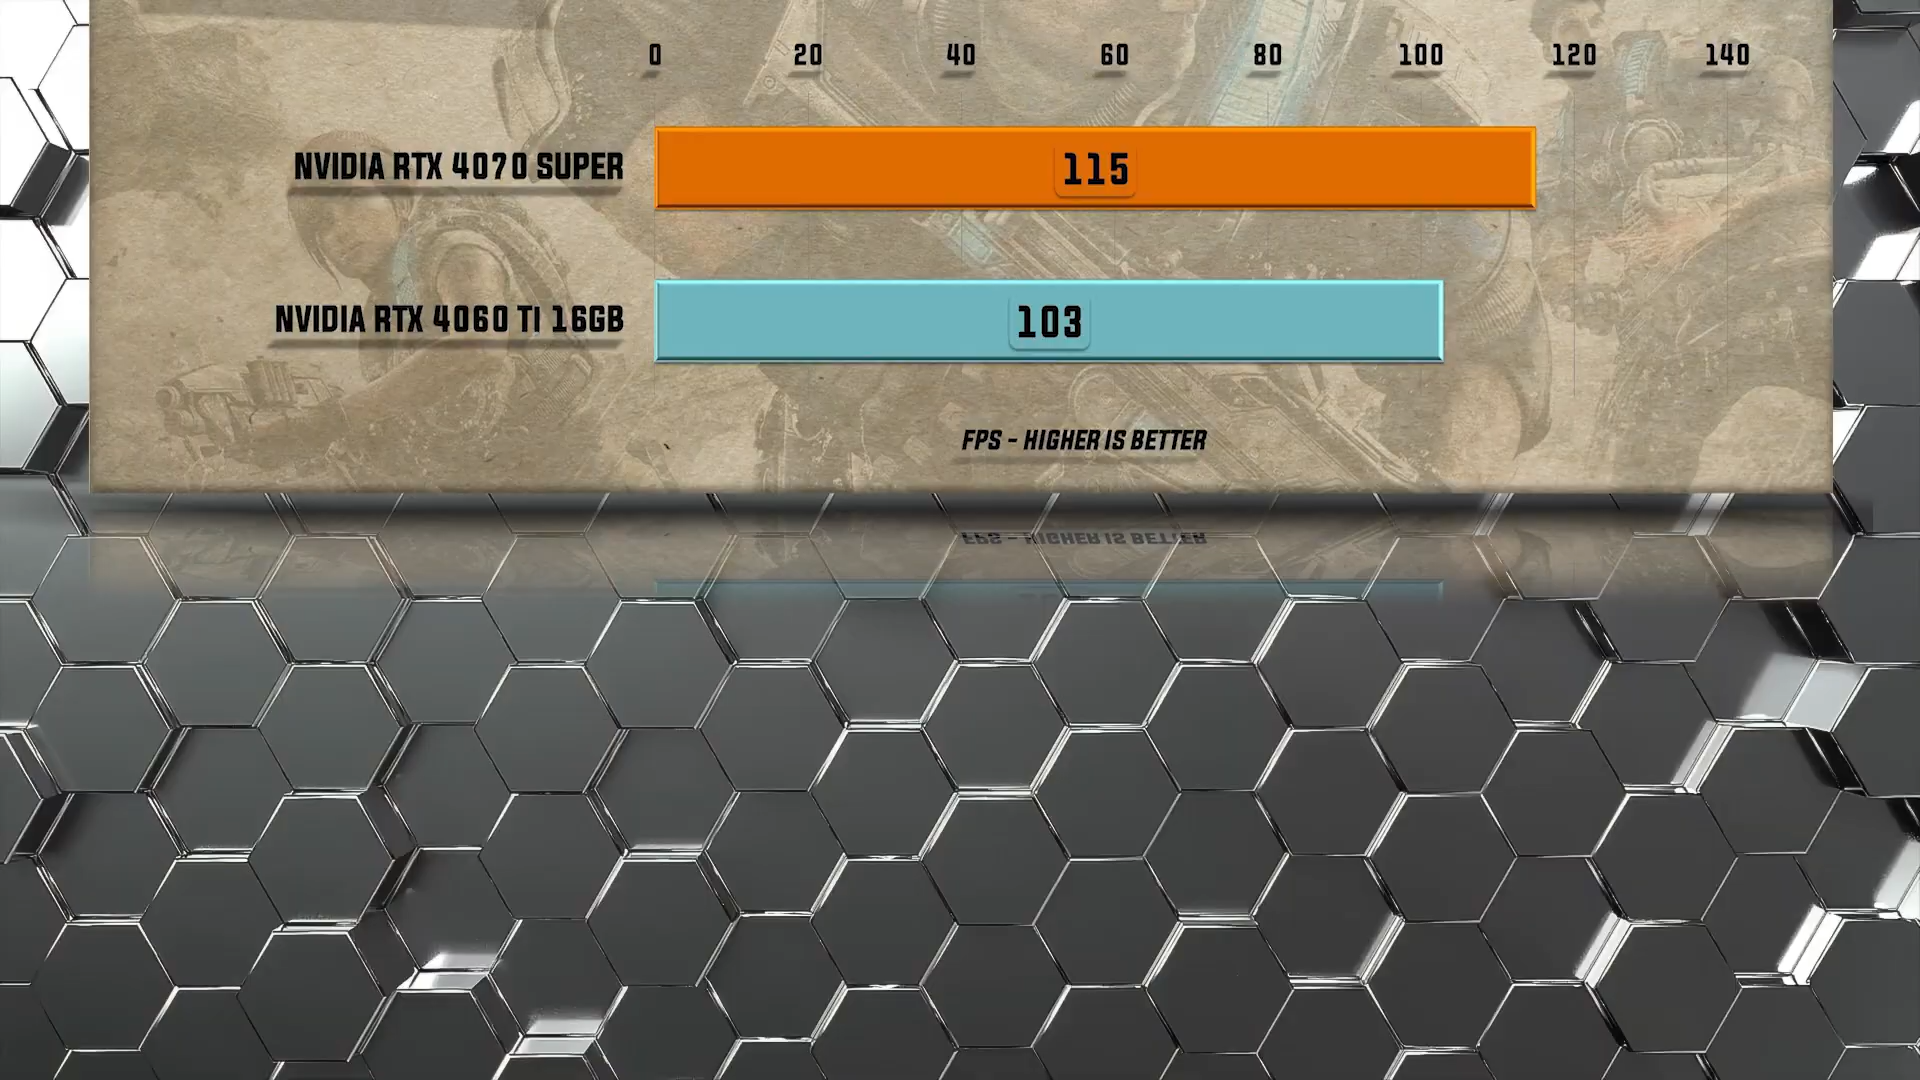 0 20 40 60 80 100 120 140
NVIDIA RTX 4070 SUPER 115
NVIDIA RTX 4060 TI 16GB 103
FPS - HIGHER IS BETTER